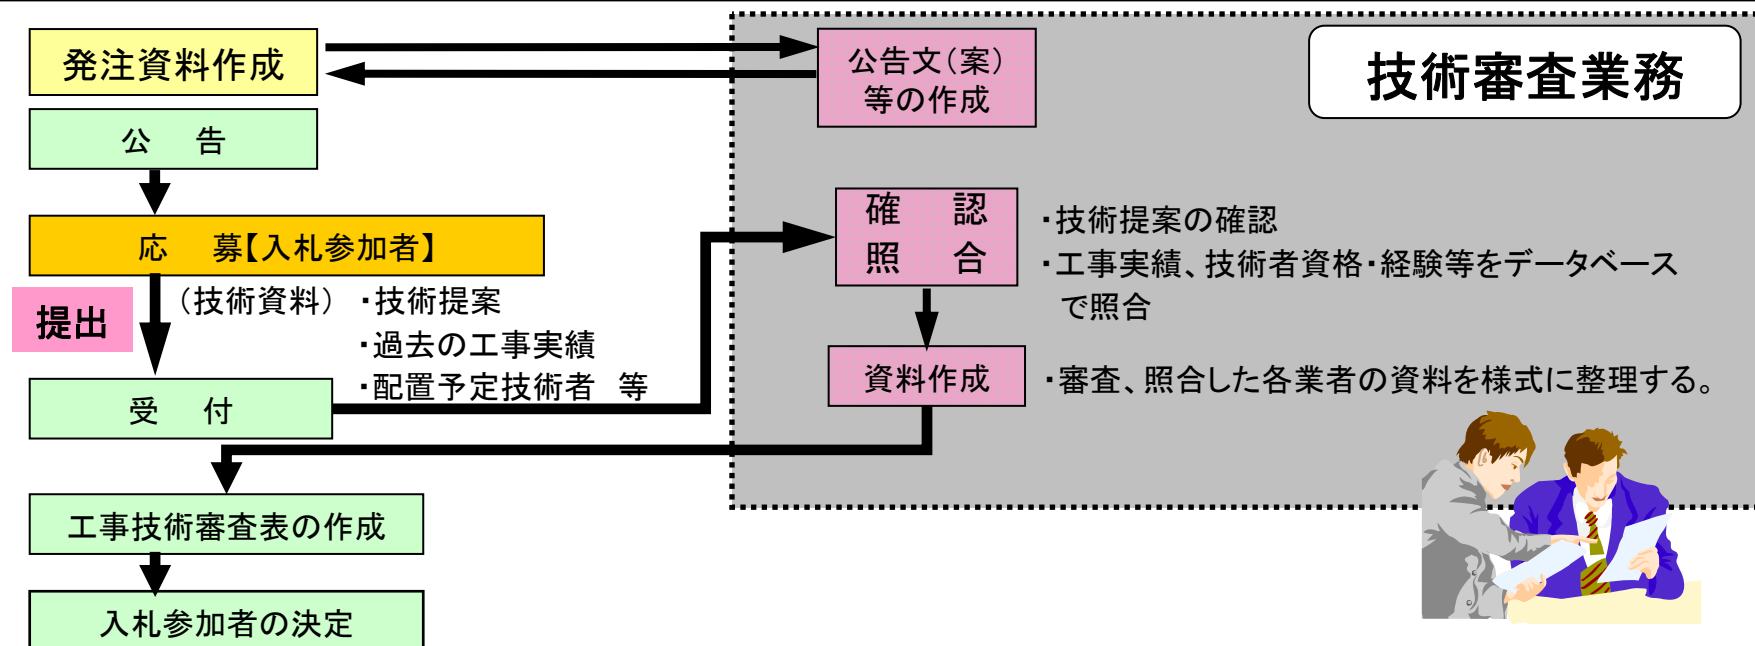 発注資料作成
公告文（案）
等の作成
技術審査業務
公　告
応　募【入札参加者】
提出
（技術資料）・技術提案
・過去の工事実績
・配置予定技術者　等
受　付
確　認
照　合
・技術提案の確認
・工事実績、技術者資格・経験等をデータベース
で照合
資料作成
・審査、照合した各業者の資料を様式に整理する。
工事技術審査表の作成
入札参加者の決定